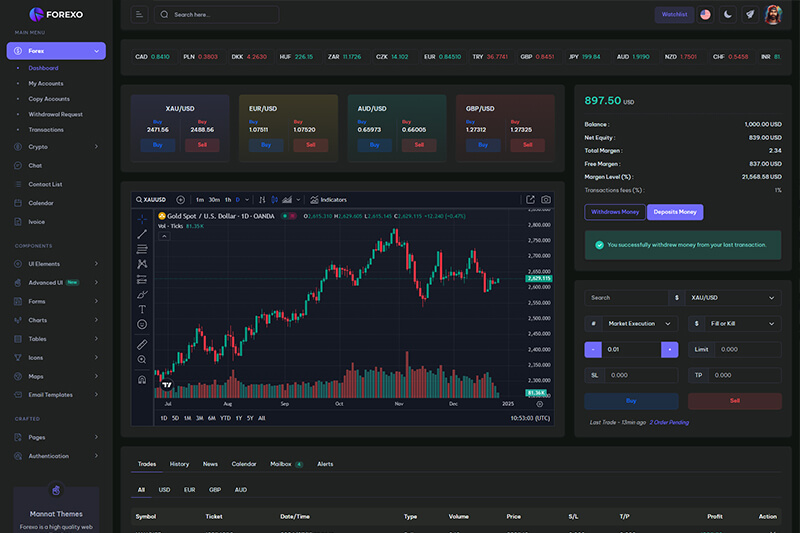 FOREXO
Search here...
Watchlist
MAIN MENU
Forex
Dashboard
My Accounts
Copy Accounts
Withdrawal Request
Transactions
Crypto
Chat
Contact List
Calendar
Ivoice
COMPONENTS
UI Elements
Advanced UI New
Forms
Charts
Tables
Icons
Maps
Email Templates
CRAFTED
Pages
Authentication
Mannat Themes
Forexo is a high quality web
CAD 0.8410 PLN 0.3803 DKK 4.2630 HUF 226.15 ZAR 11.1726 CZK 14.102 EUR 0.84510 TRY 36.7741 GBP 0.8451 JPY 199.84 AUD 1.9190 NZD 1.7501 CHF 0.5458 INR 81.
XAU/USD
Buy Buy
2471.56 2488.56
Buy Sell
EUR/USD
Buy Buy
1.07511 1.07520
Buy Sell
AUD/USD
Buy Buy
0.65973 0.66005
Buy Sell
GBP/USD
Buy Buy
1.27312 1.27325
Buy Sell
XAUUSD 1m 30m 1h D Indicators
Gold Spot / U.S. Dollar · 1D · OANDA O2,615.310 H2,629.605 L2,615.145 C2,629.115 +12.240 (+0.47%)
Vol · Ticks 81.35K
2,800.000
2,750.000
2,700.000
2,650.000
2,629.115
2,600.000
2,550.000
2,500.000
2,450.000
2,400.000
2,350.000
2,300.000
81.36K
Jul Aug Sep Oct Nov Dec 2025
1D 5D 1M 3M 6M YTD 1Y 5Y All 10:53:03 (UTC)
897.50 USD
Balance : 1,000.00 USD
Net Equity : 839.00 USD
Total Margen : 2.34
Free Margen : 837.00 USD
Margen Level (%) : 21,568.58 USD
Transactions fees (%) : 1%
Withdraws Money Deposits Money
You successfully withdrew money from your last transaction.
Search $ XAU/USD
# Market Execution $ Fill or Kill
- 0.01 + Limit 0.000
SL 0.000 TP 0.000
Buy Sell
Last Trade - 13min ago 2 Order Pending
Trades History News Calendar Mailbox 4 Alerts
All USD EUR GBP AUD
Symbol Ticket Date/Time Type Volume Price S/L T/P Profit Action